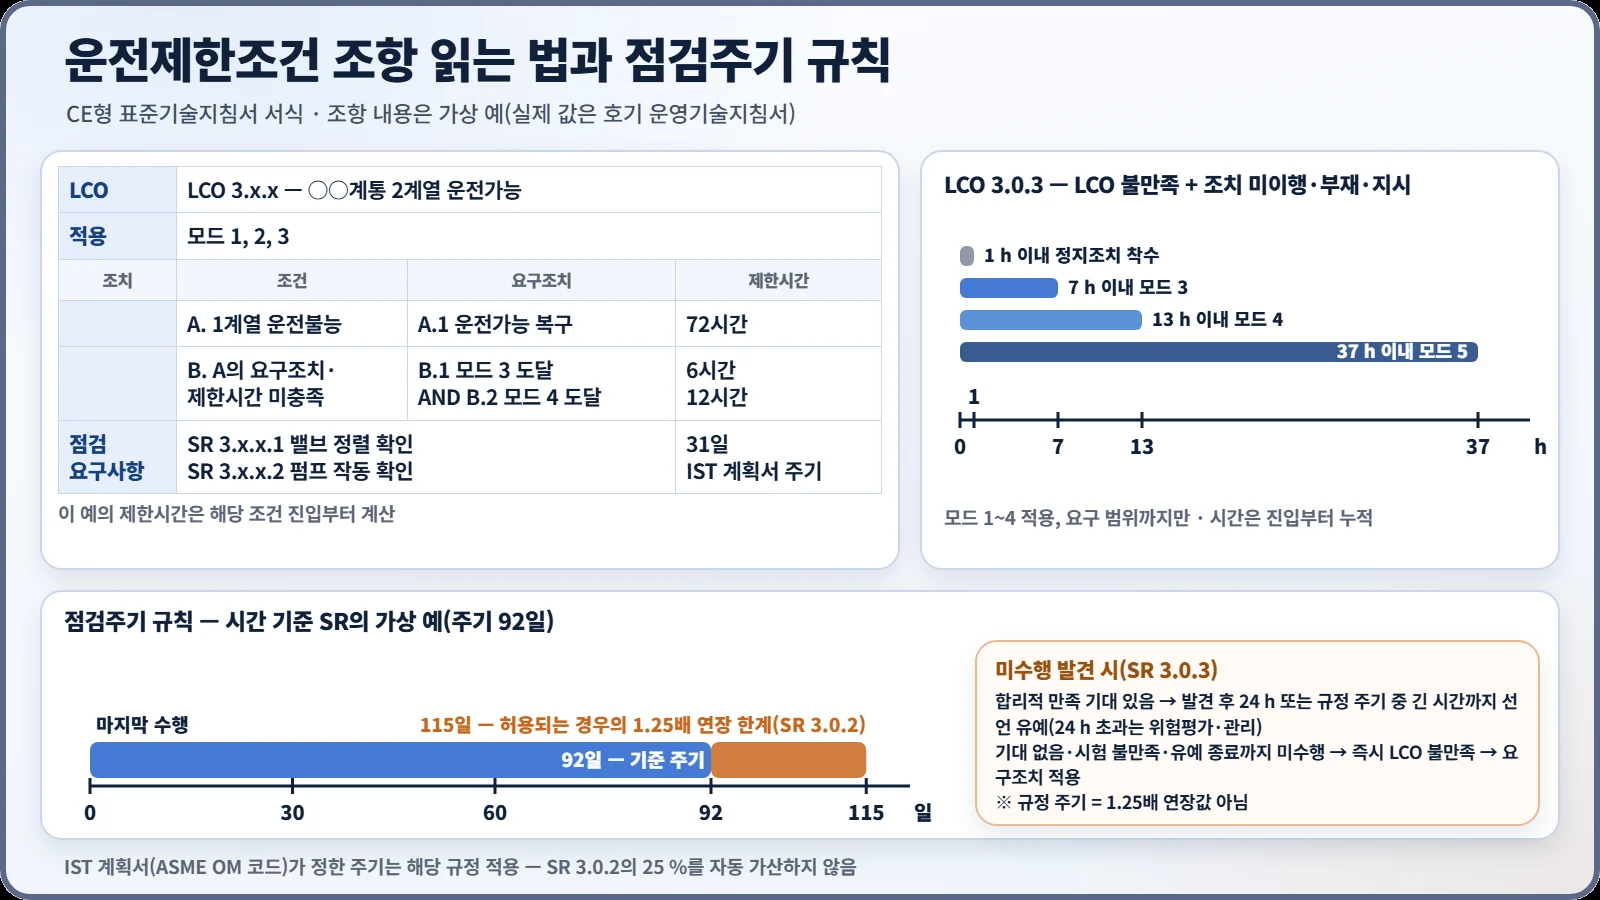 운전제한조건 조항 읽는 법과 점검주기 규칙
CE형 표준기술지침서 서식 · 조항 내용은 가상 예(실제 값은 호기 운영기술지침서)
LCO
LCO 3.x.x — ○○계통 2계열 운전가능
적용
모드 1, 2, 3
조치
조건
요구조치
제한시간
A. 1계열 운전불능
A.1 운전가능 복구
72시간
B. A의 요구조치·
제한시간 미충족
B.1 모드 3 도달
AND B.2 모드 4 도달
6시간
12시간
점검
요구사항
SR 3.x.x.1 밸브 정렬 확인
SR 3.x.x.2 펌프 작동 확인
31일
IST 계획서 주기
이 예의 제한시간은 해당 조건 진입부터 계산
LCO 3.0.3 — LCO 불만족 + 조치 미이행·부재·지시
1 h 이내 정지조치 착수
7 h 이내 모드 3
13 h 이내 모드 4
37 h 이내 모드 5
1
0
7
13
37
h
모드 1~4 적용, 요구 범위까지만 · 시간은 진입부터 누적
점검주기 규칙 — 시간 기준 SR의 가상 예(주기 92일)
마지막 수행
115일 — 허용되는 경우의 1.25배 연장 한계(SR 3.0.2)
92일 — 기준 주기
0
30
60
92
115
일
미수행 발견 시(SR 3.0.3)
합리적 만족 기대 있음 → 발견 후 24 h 또는 규정 주기 중 긴 시간까지 선
언 유예(24 h 초과는 위험평가·관리)
기대 없음·시험 불만족·유예 종료까지 미수행 → 즉시 LCO 불만족 → 요
구조치 적용
※ 규정 주기 = 1.25배 연장값 아님
IST 계획서(ASME OM 코드)가 정한 주기는 해당 규정 적용 — SR 3.0.2의 25 %를 자동 가산하지 않음